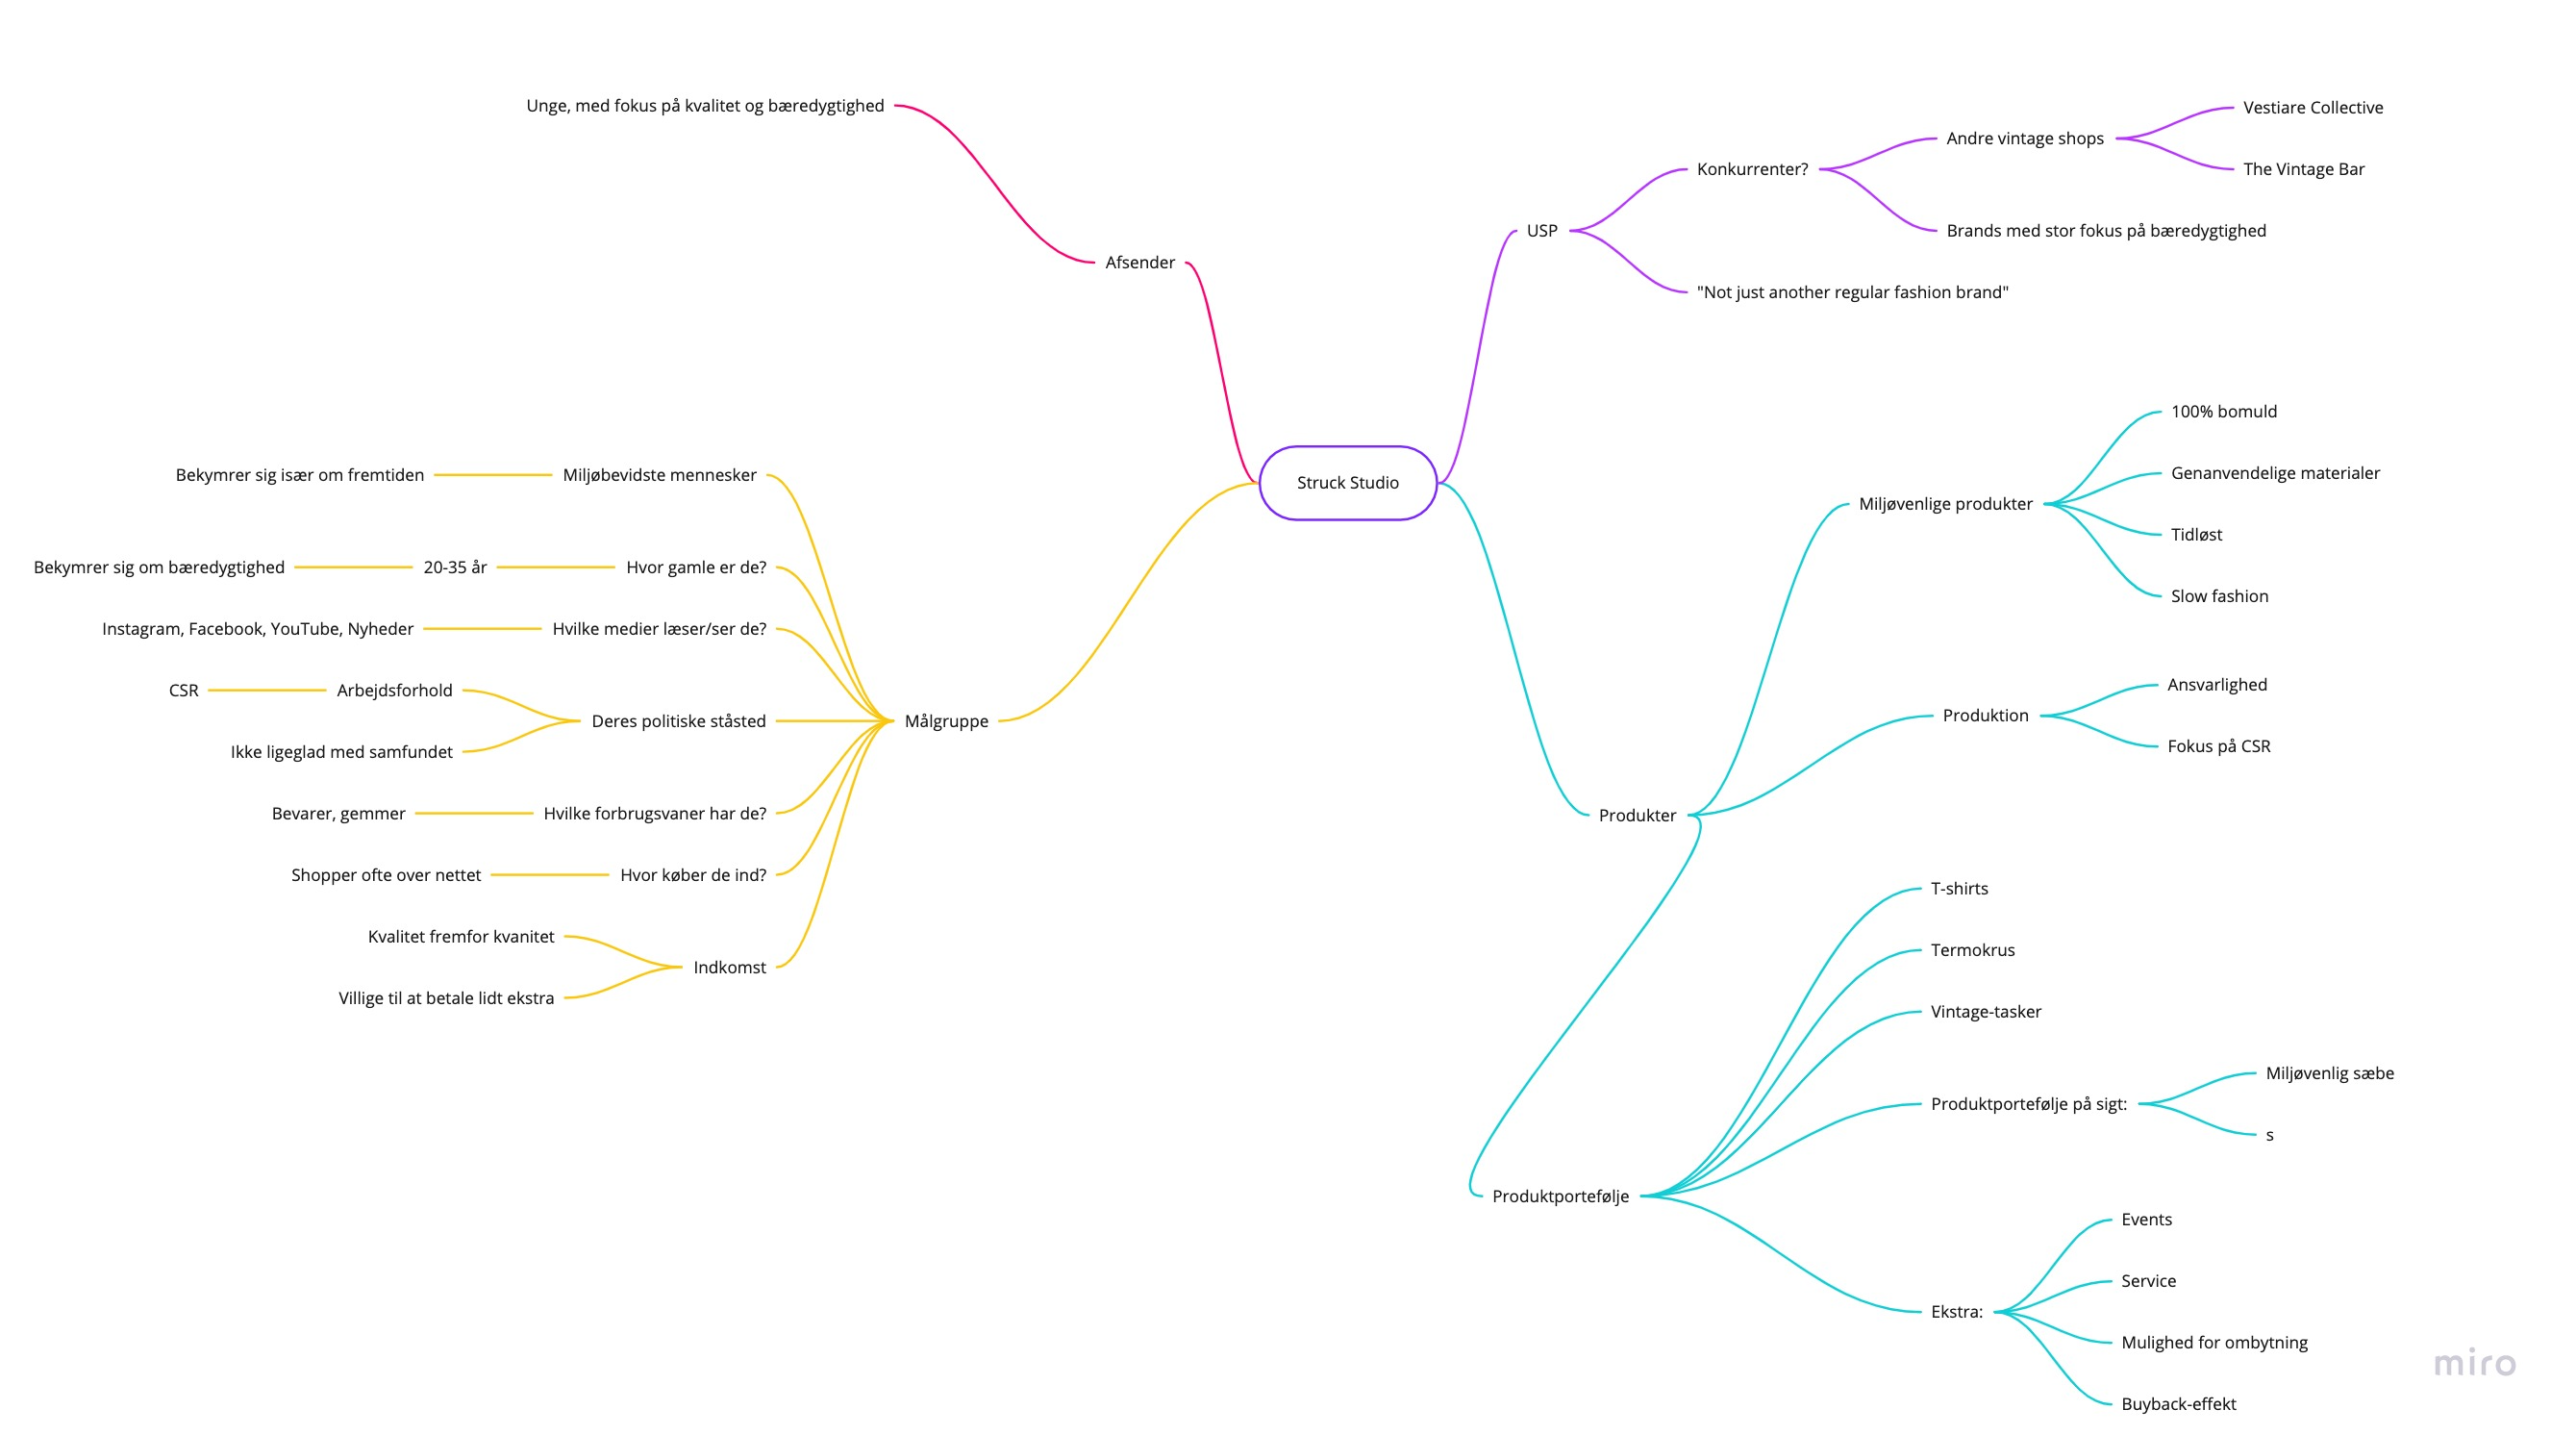 Struck Studio
Afsender
Unge, med fokus på kvalitet og bæredygtighed
Målgruppe
Miljøbevidste mennesker
Bekymrer sig især om fremtiden
Hvor gamle er de?
20-35 år
Bekymrer sig om bæredygtighed
Hvilke medier læser/ser de?
Instagram, Facebook, YouTube, Nyheder
Deres politiske ståsted
Arbejdsforhold
CSR
Ikke ligeglad med samfundet
Hvilke forbrugsvaner har de?
Bevarer, gemmer
Hvor køber de ind?
Shopper ofte over nettet
Indkomst
Kvalitet fremfor kvanitet
Villige til at betale lidt ekstra
USP
Konkurrenter?
Andre vintage shops
Vestiare Collective
The Vintage Bar
Brands med stor fokus på bæredygtighed
"Not just another regular fashion brand"
Produkter
Miljøvenlige produkter
100% bomuld
Genanvendelige materialer
Tidløst
Slow fashion
Produktion
Ansvarlighed
Fokus på CSR
Produktportefølje
T-shirts
Termokrus
Vintage-tasker
Produktportefølje på sigt:
Miljøvenlig sæbe
s
Ekstra:
Events
Service
Mulighed for ombytning
Buyback-effekt
miro